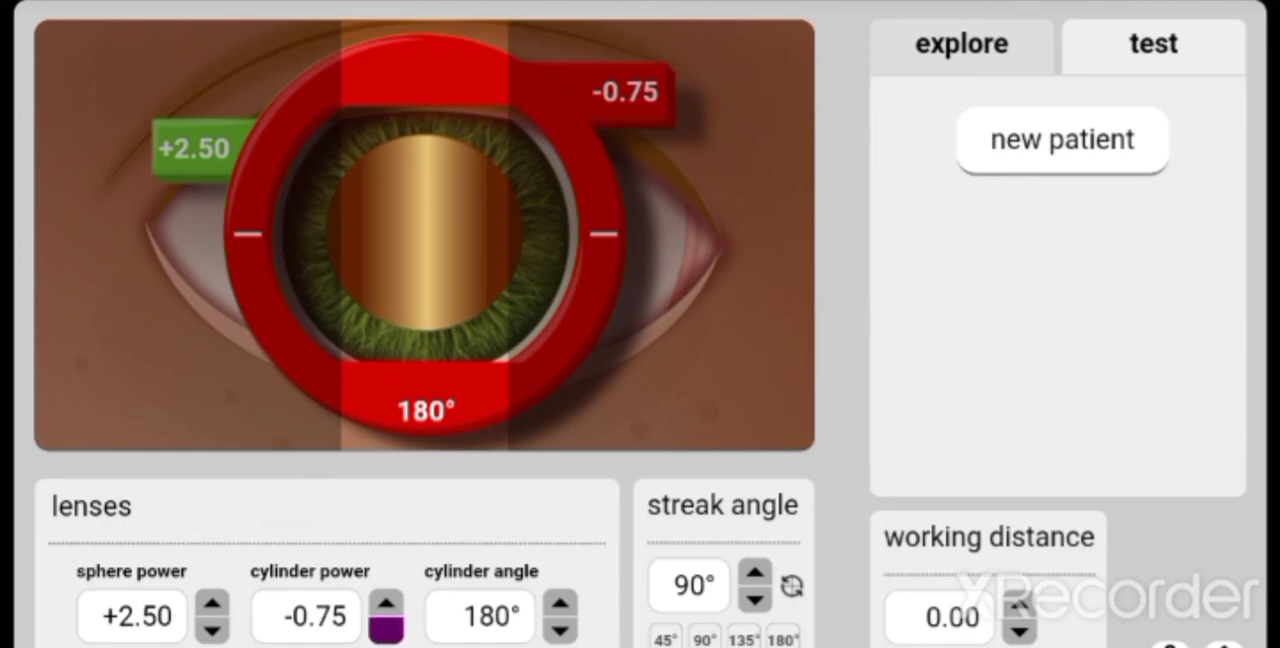 explore
test
-0.75
new patient
+2.50
180°
lenses
streak angle
working distance
sphere power
cylinder power
cylinder angle
+2.50
-0.75
180°
90°
0.00
XRecorder
45°
90°
135°
180°